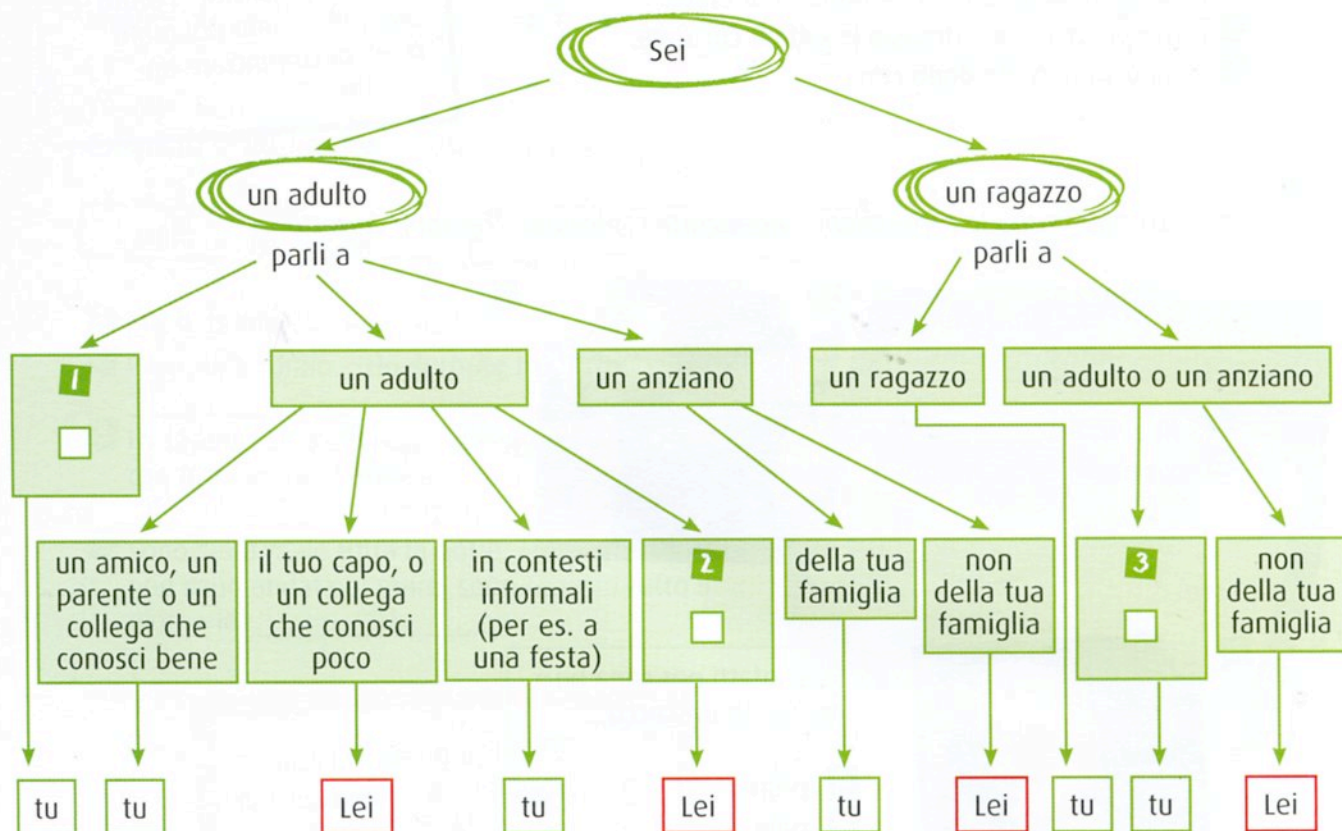 Sei
un adulto
un ragazzo
parli a
parli a
1
un adulto
un anziano
un ragazzo
un adulto o un anziano
un amico, un
parente o un
collega che
conosci bene
il tuo capo, o
un collega
che conosci
poco
in contesti
informali
(per es. a
una festa)
2
della tua
famiglia
non
della tua
famiglia
3
non
della tua
famiglia
tu
tu
Lei
tu
Lei
tu
Lei
tu
tu
Lei